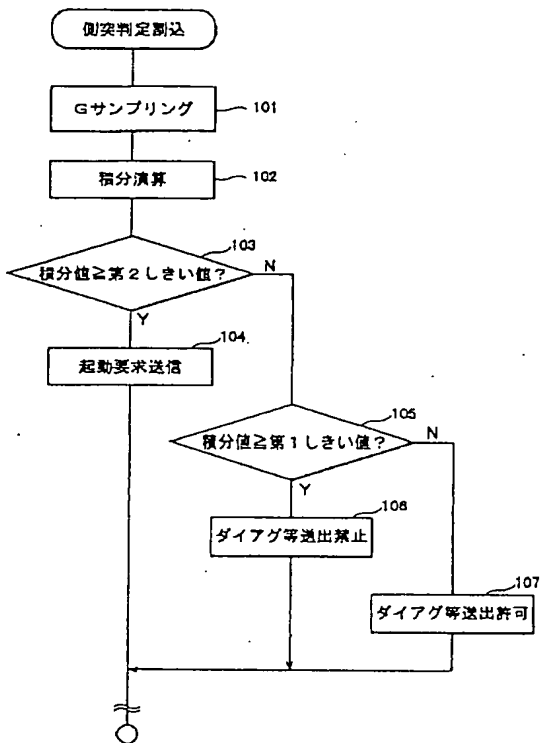 側突判定割込
Gサンプリング
101
積分演算
102
103
積分値≧第2しきい値?
N
Y
104
起動要求送信
105
積分値≧第1しきい値?
N
Y
106
ダイアグ等送出禁止
107
ダイアグ等送出許可